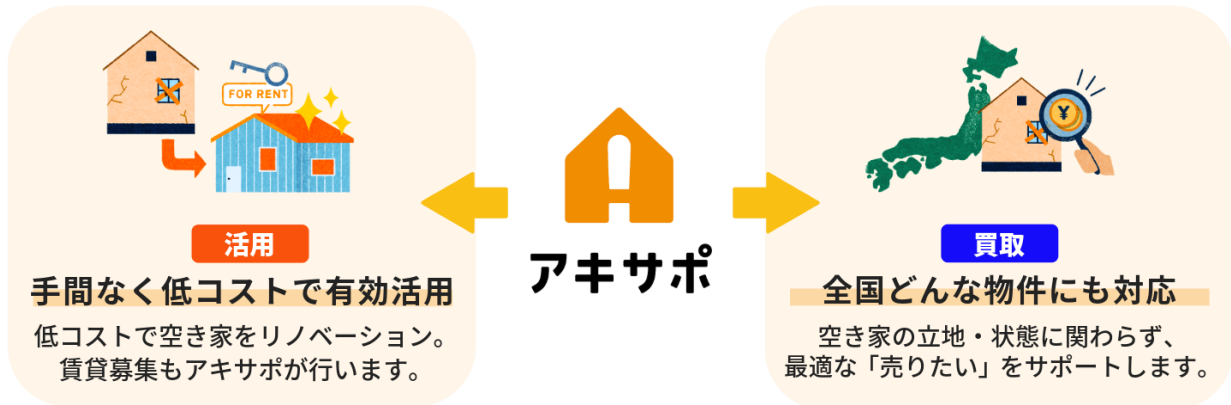 FOR RENT
活用
手間なく低コストで有効活用
低コストで空き家をリノベーション。
賃貸募集もアキサポが行います。
アキサポ
¥
買取
全国どんな物件にも対応
空き家の立地・状態に関わらず、
最適な「売りたい」をサポートします。